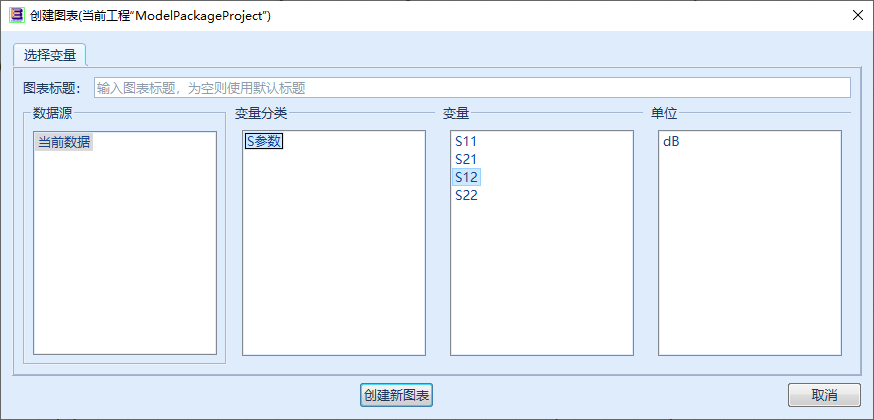 创建图表(当前工程“ModelPackageProject”)
选择变量
图表标题：
输入图表标题，为空则使用默认标题
数据源
变量分类
变量
单位
当前数据
S参数
S11
S21
S12
S22
dB
创建新图表
取消